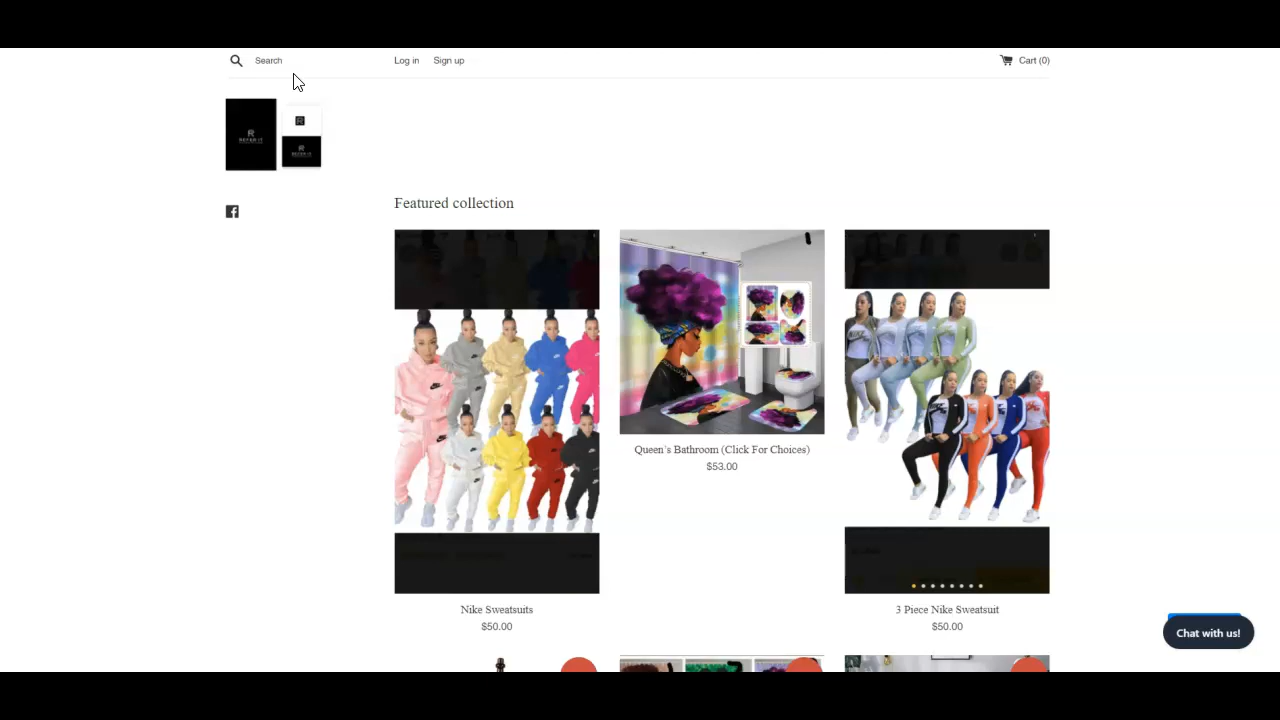 Search
Log in
Sign up
Cart (0)
Featured collection
Nike Sweatsuits
$50.00
Queen's Bathroom (Click For Choices)
$53.00
3 Piece Nike Sweatsuit
$50.00
Chat with us!